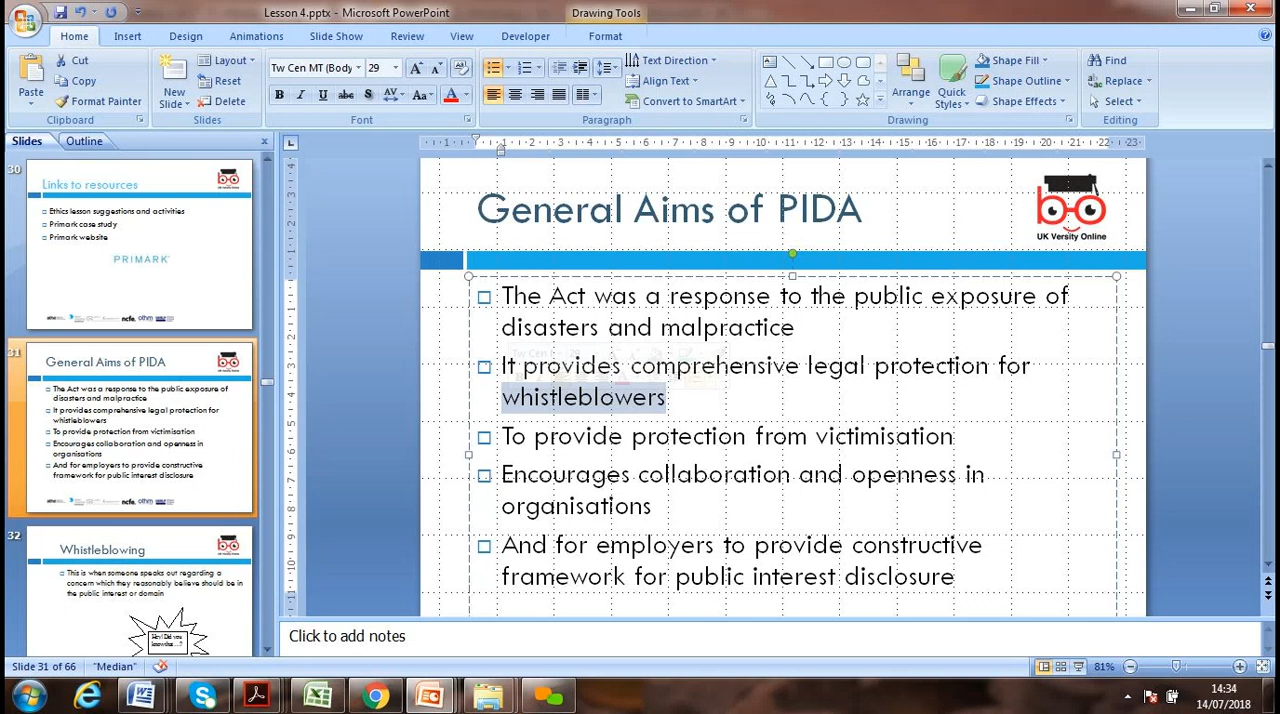 Lesson 4.pptx - Microsoft PowerPoint
Drawing Tools
Home
Insert
Design
Animations
Slide Show
Review
View
Developer
Format
Paste
Cut
Copy
Format Painter
Clipboard
New
Slide
Layout
Reset
Delete
Slides
Tw Cen MT (Body)
29
Font
Text Direction
Align Text
Convert to SmartArt
Paragraph
Arrange
Quick
Styles
Shape Fill
Shape Outline
Shape Effects
Drawing
Find
Replace
Select
Editing
Slides
Outline
30
Links to resources
Ethics lesson suggestions and activities
Primark case study
Primark website
PRIMARK
31
General Aims of PIDA
The Act was a response to the public exposure of
disasters and malpractice
It provides comprehensive legal protection for
whistleblowers
To provide protection from victimisation
Encourages collaboration and openness in
organisations
And for employers to provide constructive
framework for public interest disclosure
32
Whistleblowing
This is when someone speaks out regarding a
concern which they reasonably believe should be in
the public interest or domain
General Aims of PIDA
UK Versity Online
The Act was a response to the public exposure of
disasters and malpractice
It provides comprehensive legal protection for
whistleblowers
To provide protection from victimisation
Encourages collaboration and openness in
organisations
And for employers to provide constructive
framework for public interest disclosure
Click to add notes
Slide 31 of 66
"Median"
81%
14:34
14/07/2018